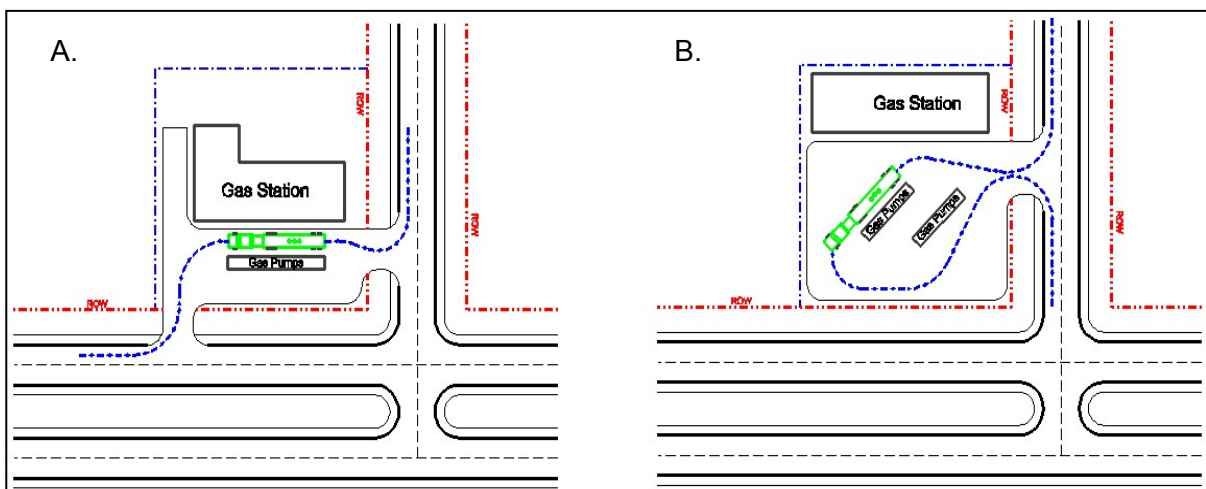 A.
ROW
ROW
Gas Station
Gas Pumps
ROW
B.
ROW
ROW
Gas Station
Gas Pumps
Gas Pumps
ROW